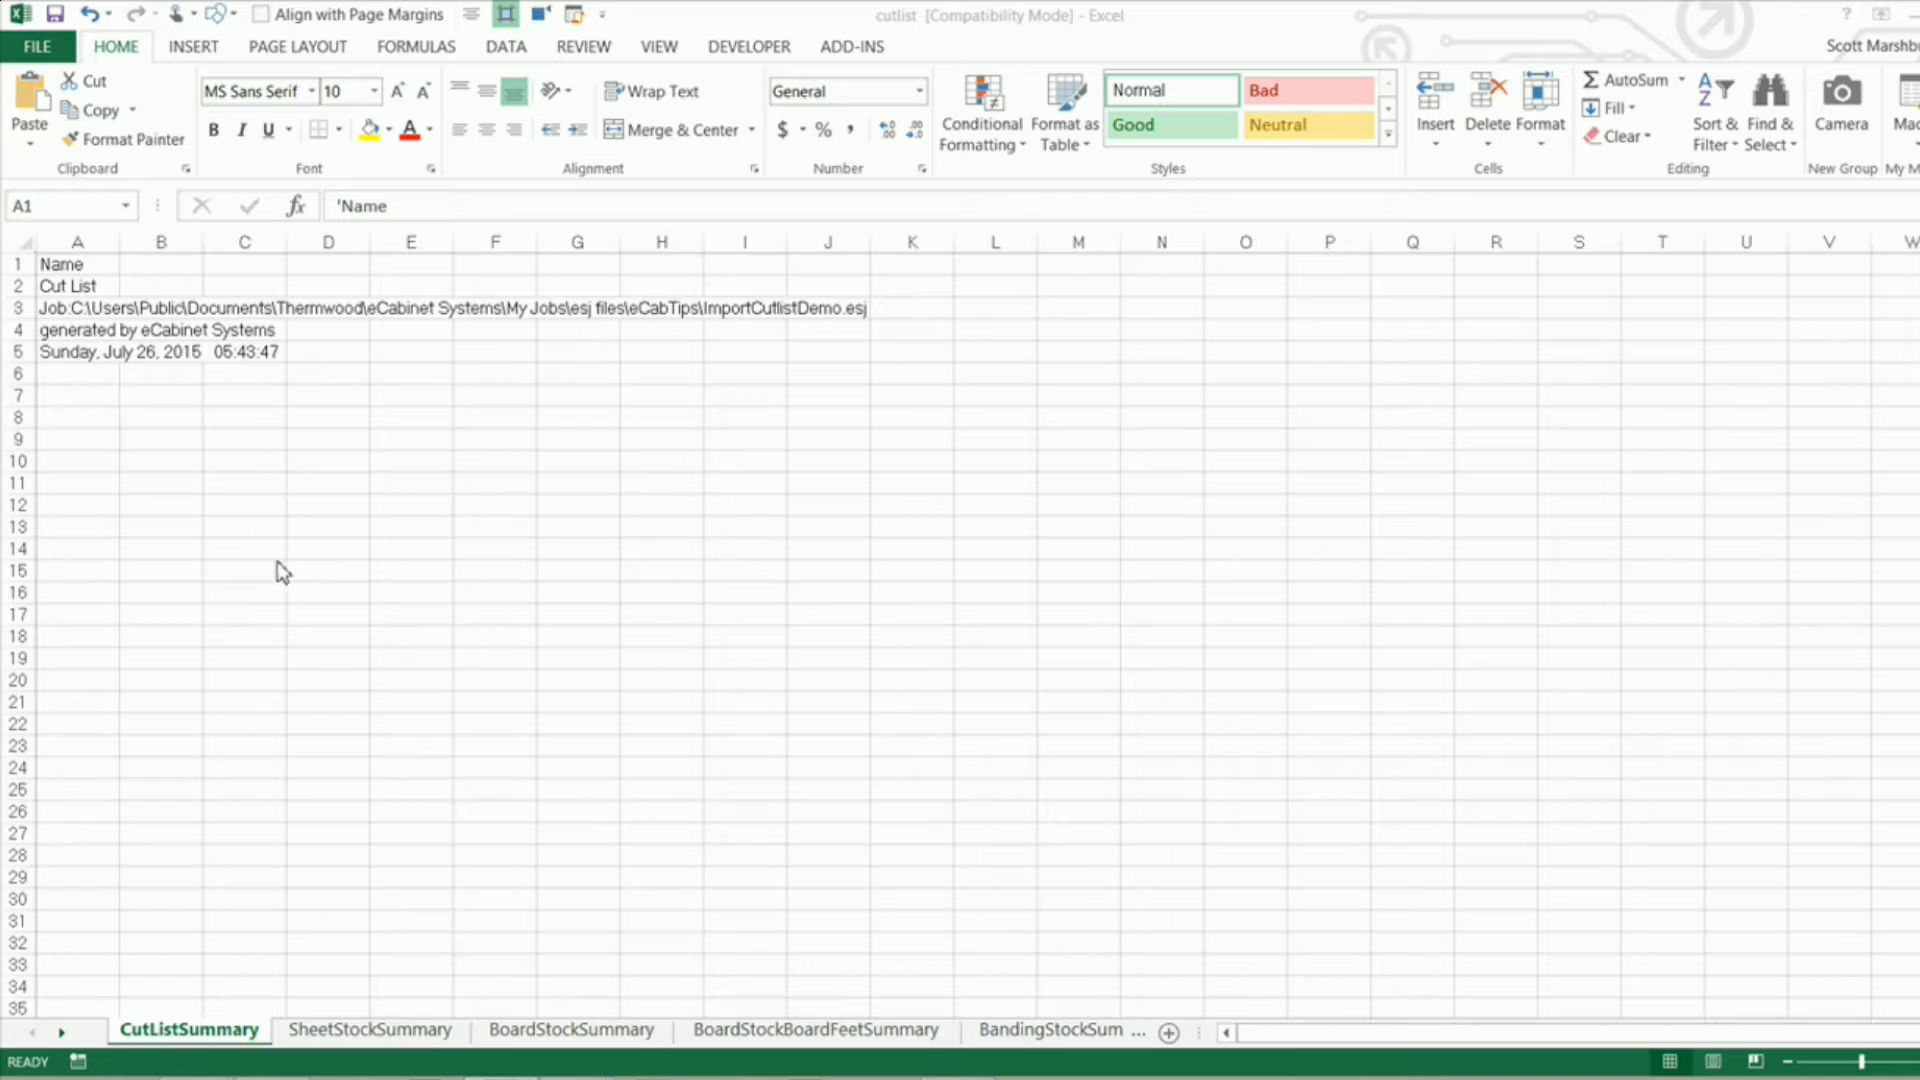 Align with Page Margins
cutlist [Compatibility Mode] - Excel
?
FILE HOME INSERT PAGE LAYOUT FORMULAS DATA REVIEW VIEW DEVELOPER ADD-INS
Paste
Cut
Copy
Format Painter
Clipboard
MS Sans Serif 10
B I U
Font
Wrap Text
Merge & Center
Alignment
General
$ % ,
Number
Conditional Formatting
Format as Table
Normal Bad
Good Neutral
Styles
Insert Delete Format
Cells
AutoSum
Fill
Clear
Sort & Filter
Find & Select
Editing
Camera
New Group
A1
fx
'Name
A B C D E F G H I J K L M N O P Q R S T U V W
1 Name
2 Cut List
3 Job:C:\Users\Public\Documents\Thermwood\eCabinet Systems\My Jobs\esj files\eCabTips\ImportCutlistDemo.esj
4 generated by eCabinet Systems
5 Sunday, July 26, 2015 05:43:47
6
7
8
9
10
11
12
13
14
15
16
17
18
19
20
21
22
23
24
25
26
27
28
29
30
31
32
33
34
35
CutListSummary SheetStockSummary BoardStockSummary BoardStockBoardFeetSummary BandingStockSum ...
READY